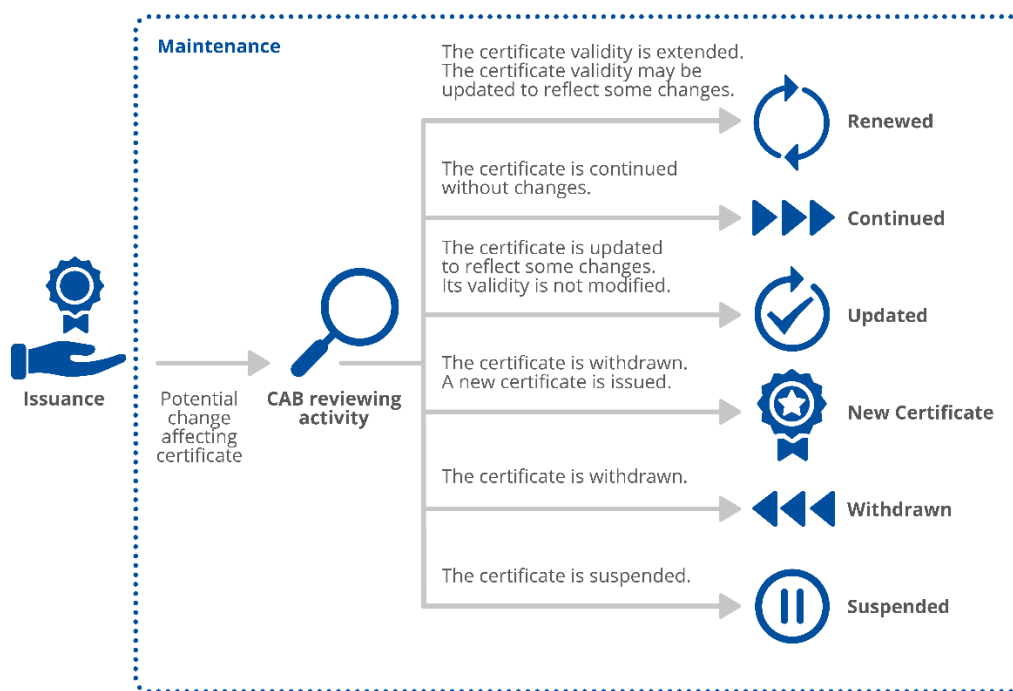 Maintenance
The certificate validity is extended.
The certificate validity may be
updated to reflect some changes.
Renewed
The certificate is continued
without changes.
Continued
The certificate is updated
to reflect some changes.
Its validity is not modified.
Updated
Issuance
Potential
change
affecting
certificate
CAB reviewing
activity
The certificate is withdrawn.
A new certificate is issued.
New Certificate
The certificate is withdrawn.
Withdrawn
The certificate is suspended.
Suspended